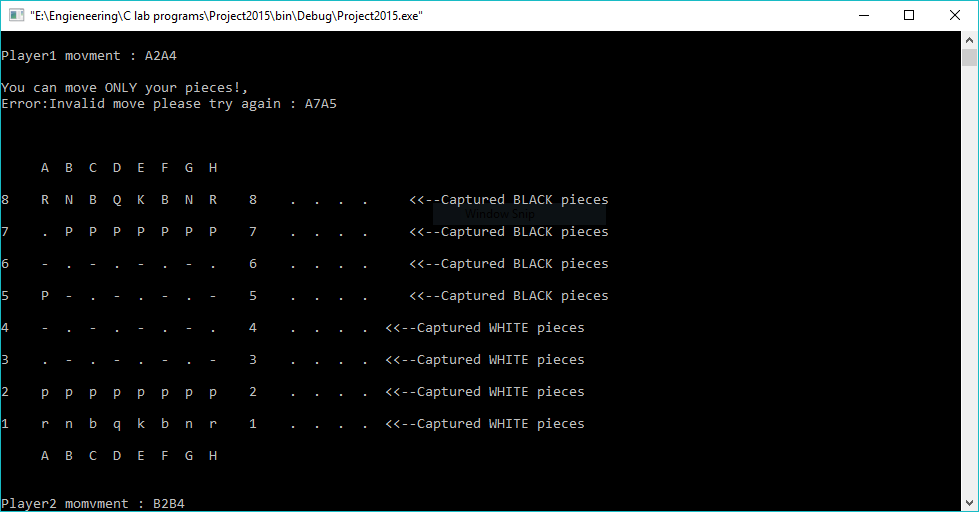 "E:\Engieneering\C lab programs\Project2015\bin\Debug\Project2015.exe"
Player1 movment : A2A4
You can move ONLY your pieces!,
Error:Invalid move please try again : A7A5
A B C D E F G H
8 R N B Q K B N R 8 . . . . <<--Captured BLACK pieces
Window Snip
7 . P P P P P P P 7 . . . . <<--Captured BLACK pieces
6 - . - . - . - . 6 . . . . <<--Captured BLACK pieces
5 P - . - . - . - 5 . . . . <<--Captured BLACK pieces
4 - . - . - . - . 4 . . . . <<--Captured WHITE pieces
3 . - . - . - . - 3 . . . . <<--Captured WHITE pieces
2 p p p p p p p p 2 . . . . <<--Captured WHITE pieces
1 r n b q k b n r 1 . . . . <<--Captured WHITE pieces
A B C D E F G H
Player2 momvment : B2B4